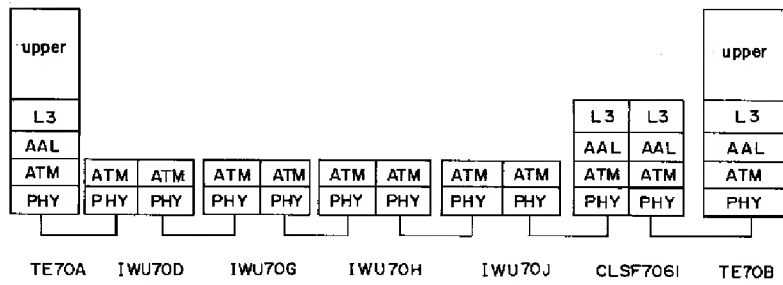 upper upper
L3 L3 L3 L3
AAL AAL AAL AAL
ATM ATM ATM ATM ATM ATM ATM ATM ATM ATM ATM ATM
PHY PHY PHY PHY PHY PHY PHY PHY PHY PHY PHY PHY
TE70A IWU70D IWU70G IWU70H IWU70J CLSF706I TE70B